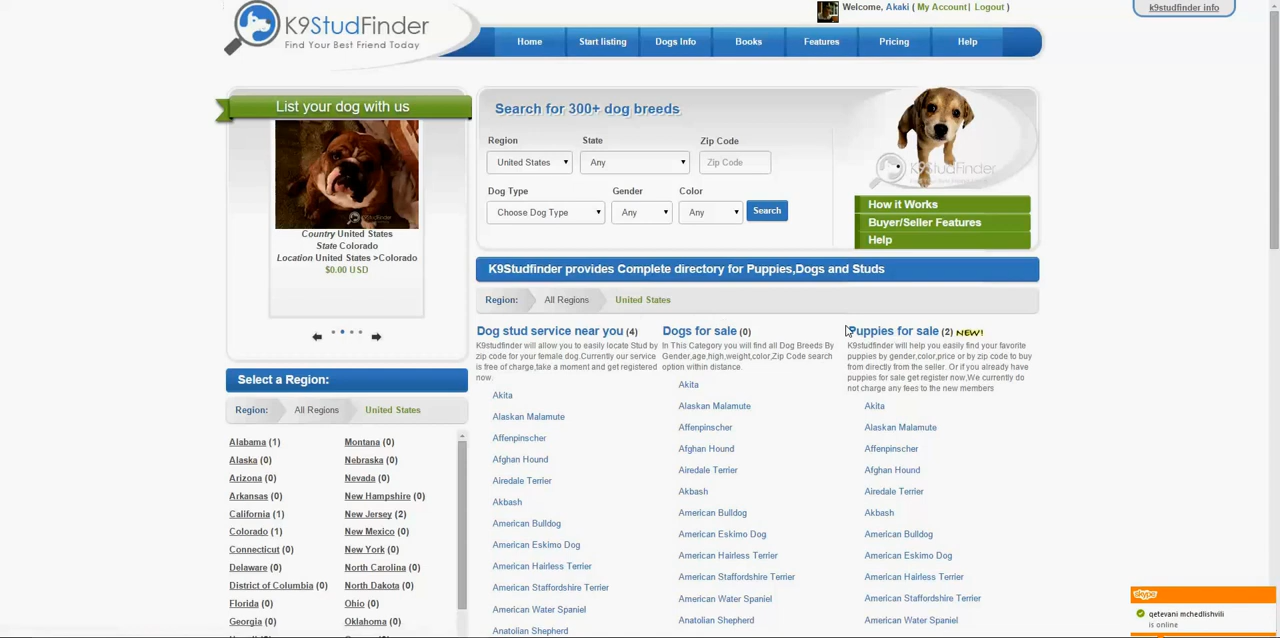 K9StudFinder
Find Your Best Friend Today
Welcome, Akaki ( My Account| Logout )
k9studfinder info
Home
Start listing
Dogs Info
Books
Features
Pricing
Help
List your dog with us
StudFinder
Country United States
State Colorado
Location United States >Colorado
$0.00 USD
Search for 300+ dog breeds
Region
State
Zip Code
United States
Any
Zip Code
Dog Type
Gender
Color
Choose Dog Type
Any
Any
Search
K9StudFinder
How it Works
Buyer/Seller Features
Help
K9Studfinder provides Complete directory for Puppies,Dogs and Studs
Region:
All Regions
United States
Select a Region:
Region:
All Regions
United States
Alabama (1)
Alaska (0)
Arizona (0)
Arkansas (0)
California (1)
Colorado (1)
Connecticut (0)
Delaware (0)
District of Columbia (0)
Florida (0)
Georgia (0)
Montana (0)
Nebraska (0)
Nevada (0)
New Hampshire (0)
New Jersey (2)
New Mexico (0)
New York (0)
North Carolina (0)
North Dakota (0)
Ohio (0)
Oklahoma (0)
Dog stud service near you (4)
K9studfinder will allow you to easily locate Stud by
zip code for your female dog.Currently our service
is free of charge,take a moment and get registered
now.
Akita
Alaskan Malamute
Affenpinscher
Afghan Hound
Airedale Terrier
Akbash
American Bulldog
American Eskimo Dog
American Hairless Terrier
American Staffordshire Terrier
American Water Spaniel
Anatolian Shepherd
Dogs for sale (0)
In This Category you will find all Dog Breeds By
Gender,age,high,weight,color,Zip Code search
option within distance.
Akita
Alaskan Malamute
Affenpinscher
Afghan Hound
Airedale Terrier
Akbash
American Bulldog
American Eskimo Dog
American Hairless Terrier
American Staffordshire Terrier
American Water Spaniel
Anatolian Shepherd
Puppies for sale (2) NEW!
K9studfinder will help you easily find your favorite
puppies by gender,color,price or by zip code to buy
from directly from the seller. Or if you already have
puppies for sale get register now,We currently do
not charge any fees to the new members
Akita
Alaskan Malamute
Affenpinscher
Afghan Hound
Airedale Terrier
Akbash
American Bulldog
American Eskimo Dog
American Hairless Terrier
American Staffordshire Terrier
American Water Spaniel
skype
qetevani mchedlishvili
is online